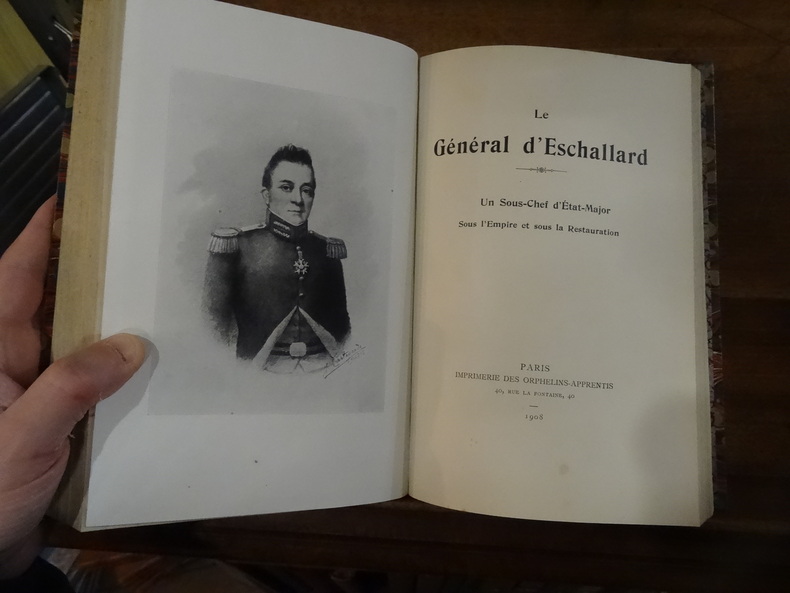 Le
Général d'Eschallard
Un Sous-Chef d'État-Major
Sous l'Empire et sous la Restauration
PARIS
IMPRIMERIE DES ORPHELINS-APPRENTIS
40, RUE LA FONTAINE, 40
1908